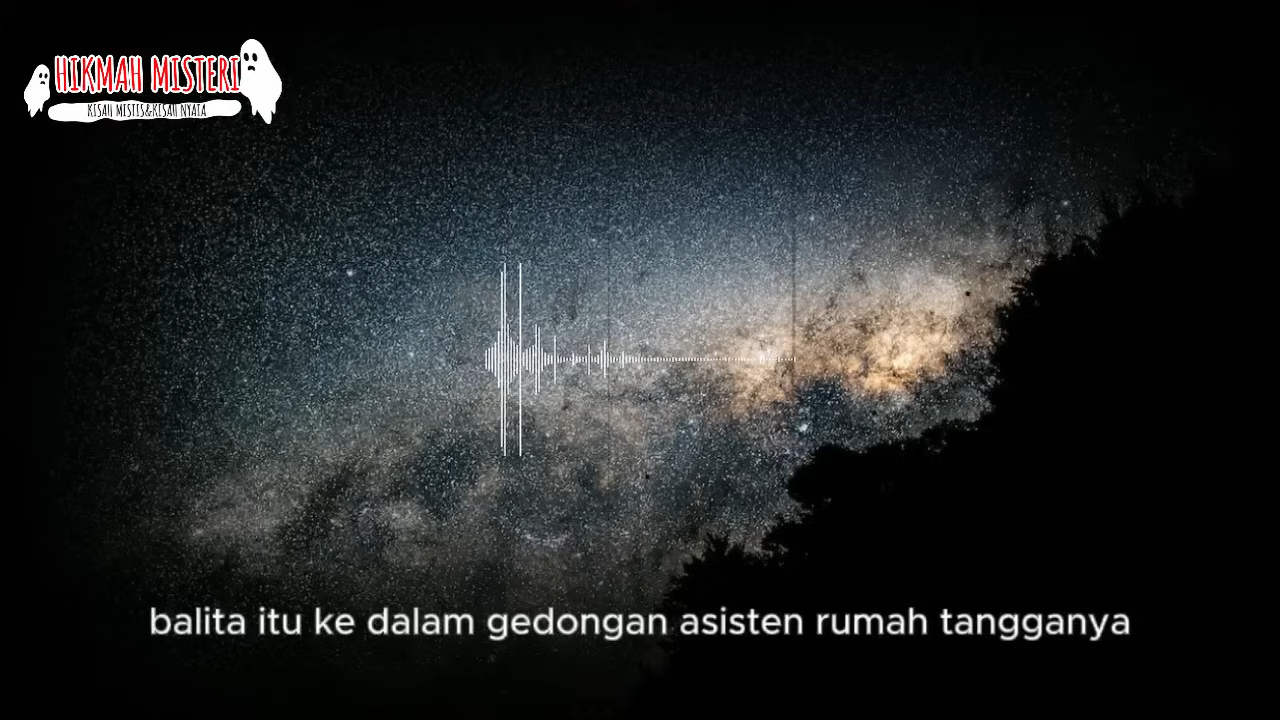 HIKMAH MISTERI
KISAH MISTIS&KISAH NYATA
balita itu ke dalam gedongan asisten rumah tangganya